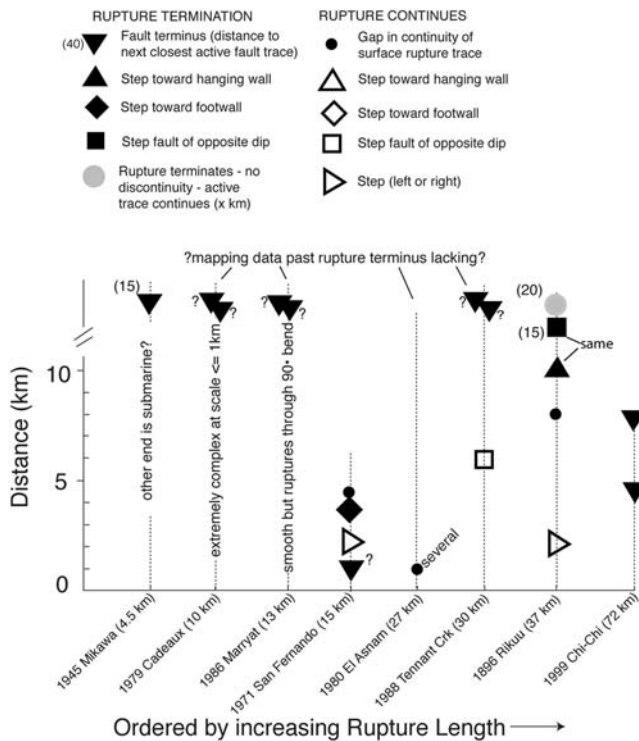 RUPTURE TERMINATION
(40) Fault terminus (distance to
next closest active fault trace)
Step toward hanging wall
Step toward footwall
Step fault of opposite dip
Rupture terminates - no
discontinuity - active
trace continues (x km)
RUPTURE CONTINUES
Gap in continuity of
surface rupture trace
Step toward hanging wall
Step toward footwall
Step fault of opposite dip
Step (left or right)
?mapping data past rupture terminus lacking?
(15)
? ?
? ?
? ?
(20)
(15)
same
10
5
0
Distance (km)
other end is submarine?
extremely complex at scale <= 1km
smooth but ruptures through 90° bend
?
several
1945 Mikawa (4.5 km)
1979 Cadeaux (10 km)
1986 Marryat (13 km)
1971 San Fernando (15 km)
1980 El Asnam (27 km)
1988 Tennant Crk (30 km)
1896 Rikuu (37 km)
1999 Chi-Chi (72 km)
Ordered by increasing Rupture Length